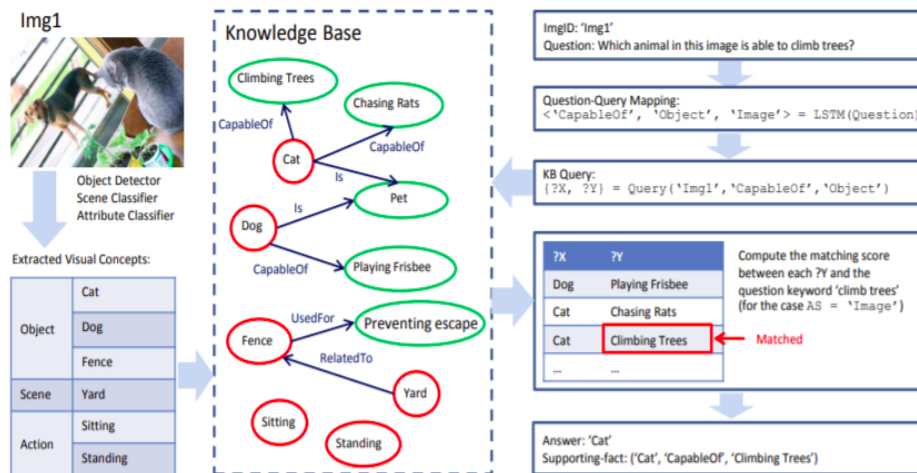 Img1
Object Detector
Scene Classifier
Attribute Classifier
Extracted Visual Concepts:
Object
Cat
Dog
Fence
Scene
Yard
Action
Sitting
Standing
Knowledge Base
Climbing Trees
Chasing Rats
CapableOf
CapableOf
Cat
Is
Pet
Is
Dog
CapableOf
Playing Frisbee
UsedFor
Preventing escape
Fence
RelatedTo
Yard
Sitting
Standing
ImgID: ‘Img1’
Question: Which animal in this image is able to climb trees?
Question-Query Mapping:
<‘CapableOf’, ‘Object’, ‘Image’> = LSTM(Question)
KB Query:
{?X, ?Y} = Query(‘Img1’,‘CapableOf’,‘Object’)
?X ?Y
Dog Playing Frisbee
Cat Chasing Rats
Cat Climbing Trees
... ...
Compute the matching score
between each ?Y and the
question keyword ‘climb trees’
(for the case AS = ‘Image’)
Matched
Answer: ‘Cat’
Supporting-fact: (‘Cat’, ‘CapableOf’, ‘Climbing Trees’)